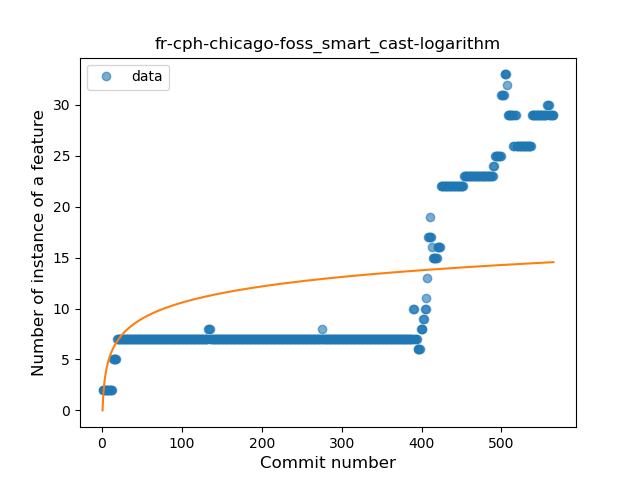 fr-cph-chicago-foss_smart_cast-logarithm
data
Number of instance of a feature
30
25
20
15
10
5
0
0 100 200 300 400 500
Commit number